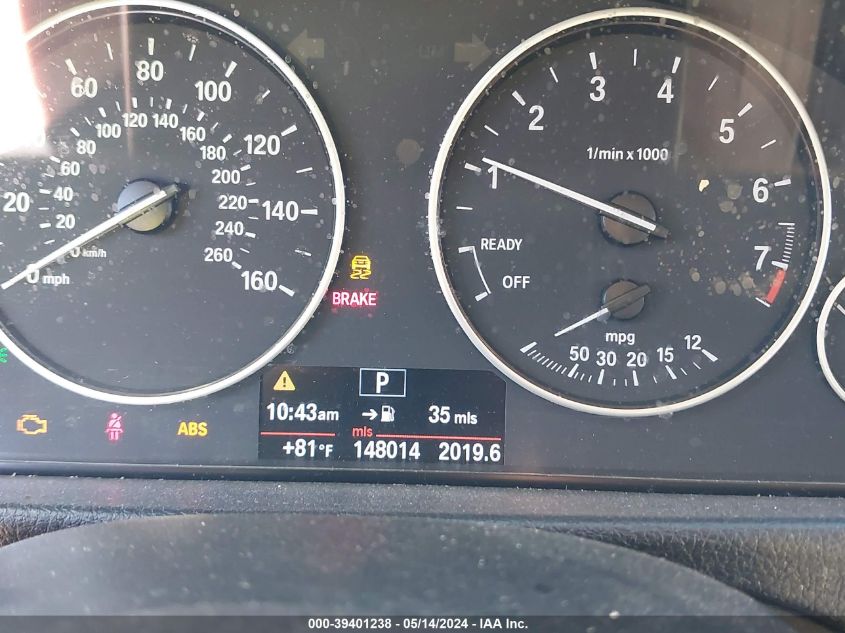 20
60
80
100
120
140
160
20
40
60
80
100
120
140
160
180
200
220
240
260
0 mph
0 km/h
1
2
3
4
5
6
7
1/min x 1000
READY
OFF
mpg
50 30 20 15 12
BRAKE
ABS
P
10:43am
35 mls
mls
+81°F 148014 2019.6
000-39401238 - 05/14/2024 - IAA Inc.